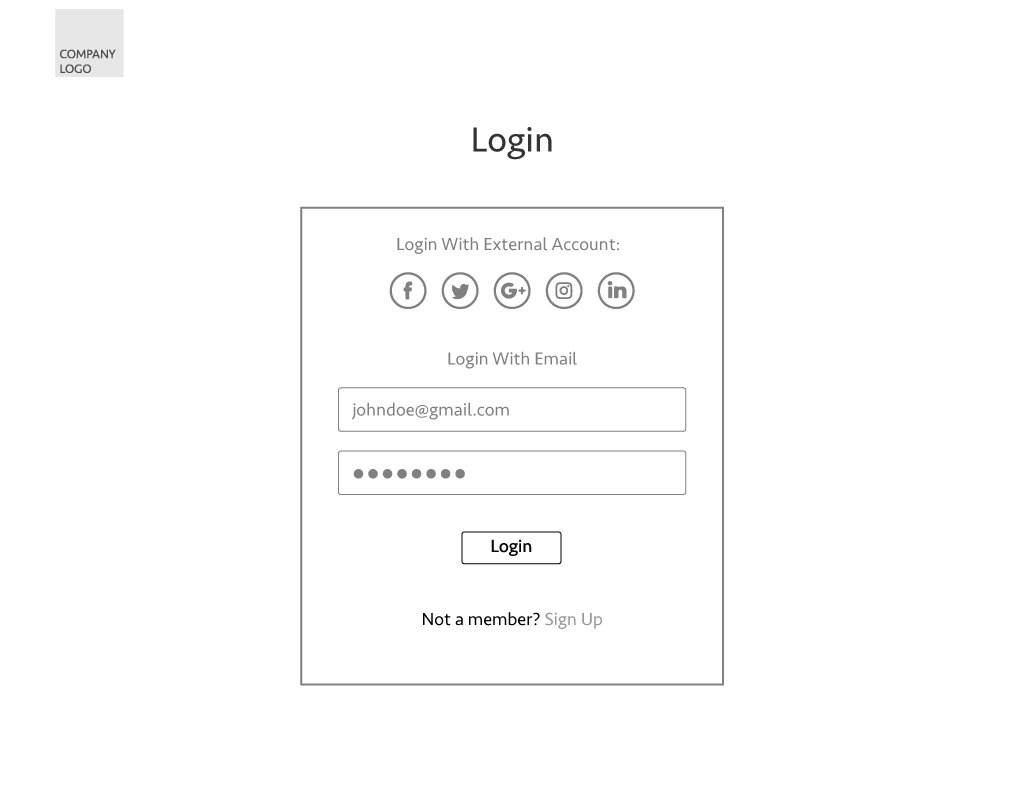 COMPANY
LOGO
Login
Login With External Account:
f G+ in
Login With Email
johndoe@gmail.com
●●●●●●●●
Login
Not a member? Sign Up